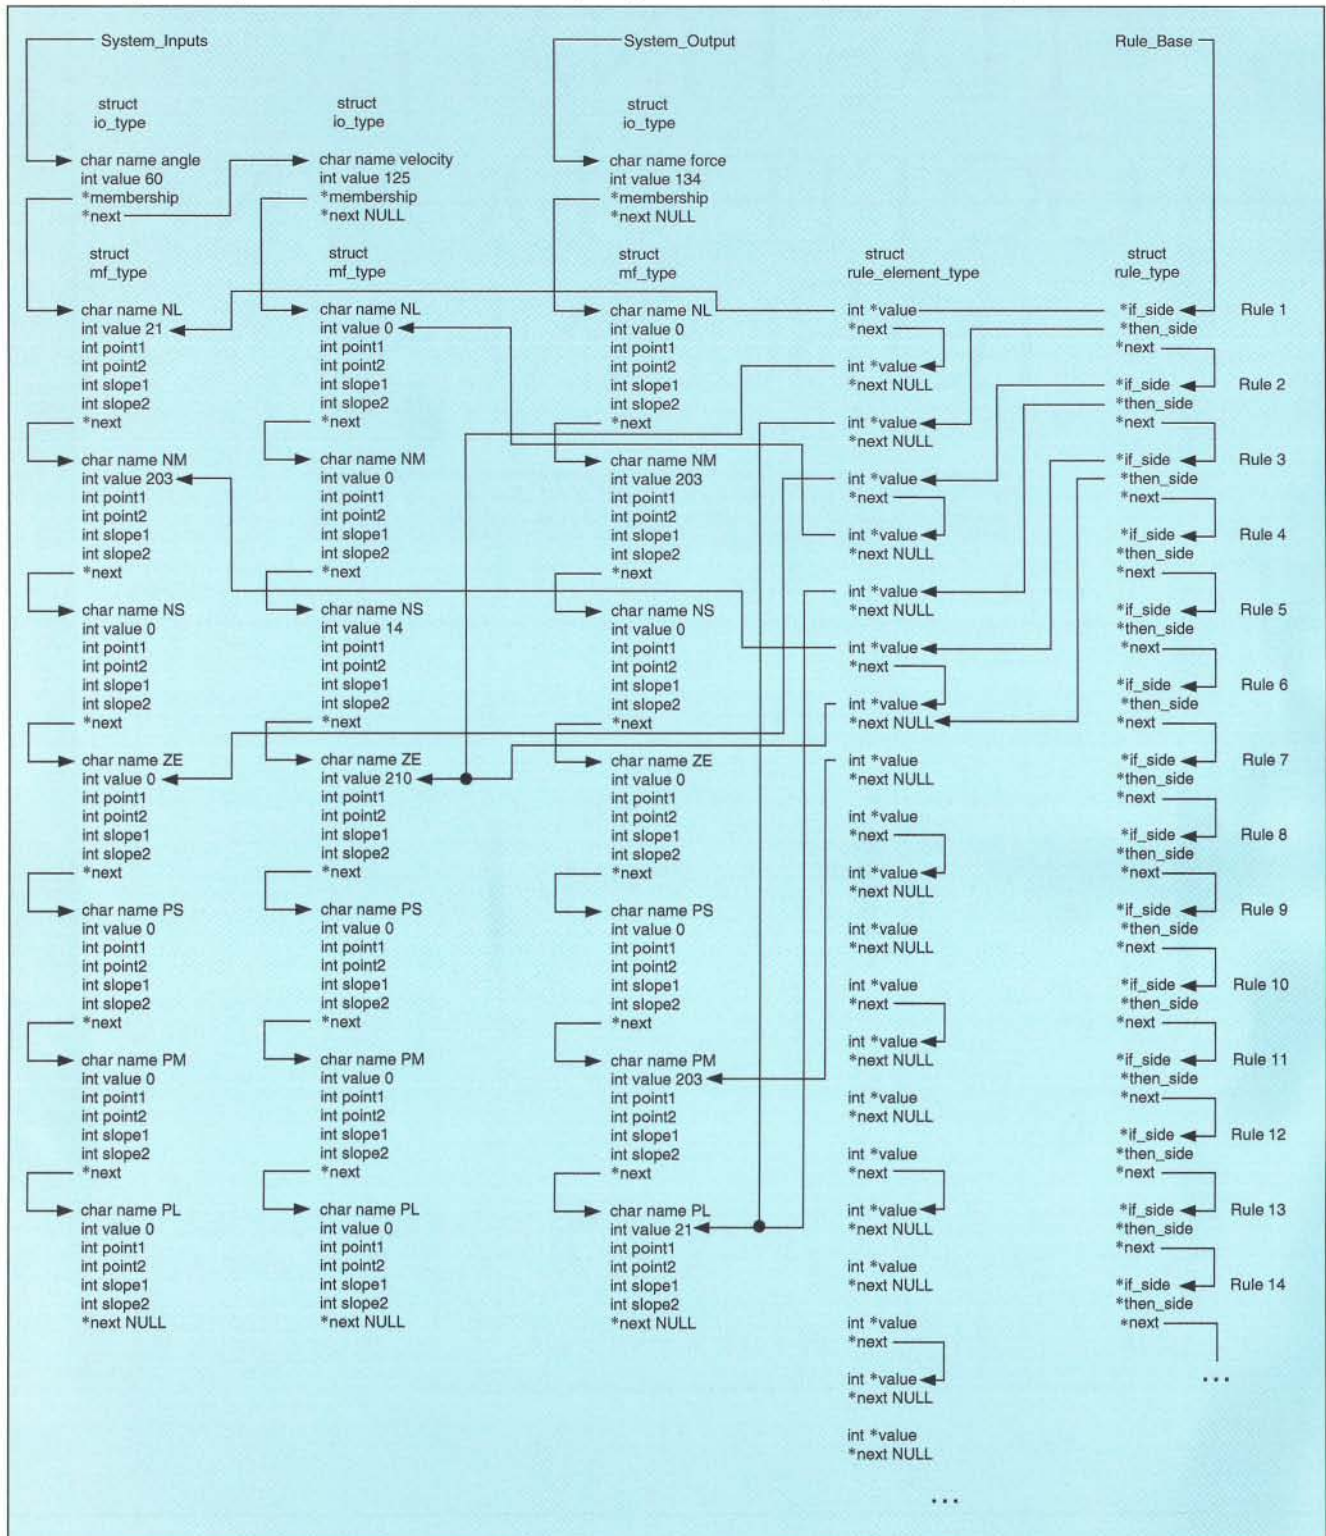 System_Inputs
struct
io_type
char name angle
int value 60
*membership
*next
struct
mf_type
char name NL
int value 21
int point1
int point2
int slope1
int slope2
*next
char name NM
int value 203
int point1
int point2
int slope1
int slope2
*next
char name NS
int value 0
int point1
int point2
int slope1
int slope2
*next
char name ZE
int value 0
int point1
int point2
int slope1
int slope2
*next
char name PS
int value 0
int point1
int point2
int slope1
int slope2
*next
char name PM
int value 0
int point1
int point2
int slope1
int slope2
*next
char name PL
int value 0
int point1
int point2
int slope1
int slope2
*next NULL
struct
io_type
char name velocity
int value 125
*membership
*next NULL
struct
mf_type
char name NL
int value 0
int point1
int point2
int slope1
int slope2
*next
char name NM
int value 0
int point1
int point2
int slope1
int slope2
*next
char name NS
int value 14
int point1
int point2
int slope1
int slope2
*next
char name ZE
int value 210
int point1
int point2
int slope1
int slope2
*next
char name PS
int value 0
int point1
int point2
int slope1
int slope2
*next
char name PM
int value 0
int point1
int point2
int slope1
int slope2
*next
char name PL
int value 0
int point1
int point2
int slope1
int slope2
*next NULL
System_Output
struct
io_type
char name force
int value 134
*membership
*next NULL
struct
mf_type
char name NL
int value 0
int point1
int point2
int slope1
int slope2
*next
char name NM
int value 203
int point1
int point2
int slope1
int slope2
*next
char name NS
int value 0
int point1
int point2
int slope1
int slope2
*next
char name ZE
int value 0
int point1
int point2
int slope1
int slope2
*next
char name PS
int value 0
int point1
int point2
int slope1
int slope2
*next
char name PM
int value 203
int point1
int point2
int slope1
int slope2
*next
char name PL
int value 21
int point1
int point2
int slope1
int slope2
*next NULL
struct
rule_element_type
int *value
*next
int *value
*next NULL
int *value
*next NULL
int *value
*next
int *value
*next NULL
int *value
*next NULL
int *value
*next
int *value
*next NULL
int *value
*next NULL
int *value
*next
int *value
*next NULL
int *value
*next NULL
int *value
*next
int *value
*next NULL
int *value
*next NULL
int *value
*next
int *value
*next NULL
int *value
*next NULL
int *value
*next
int *value
*next NULL
int *value
*next NULL
...
Rule_Base
struct
rule_type
*if_side Rule 1
*then_side
*next
*if_side Rule 2
*then_side
*next
*if_side Rule 3
*then_side
*next
*if_side Rule 4
*then_side
*next
*if_side Rule 5
*then_side
*next
*if_side Rule 6
*then_side
*next
*if_side Rule 7
*then_side
*next
*if_side Rule 8
*then_side
*next
*if_side Rule 9
*then_side
*next
*if_side Rule 10
*then_side
*next
*if_side Rule 11
*then_side
*next
*if_side Rule 12
*then_side
*next
*if_side Rule 13
*then_side
*next
*if_side Rule 14
*then_side
*next
...